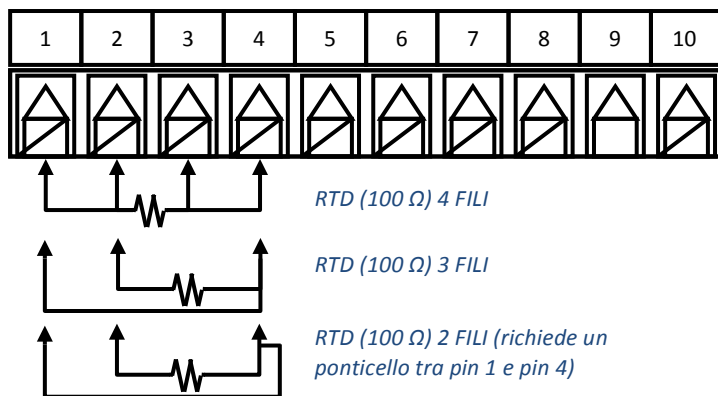 1 2 3 4 5 6 7 8 9 10
RTD (100 Ω) 4 FILI
RTD (100 Ω) 3 FILI
RTD (100 Ω) 2 FILI (richiede un
ponticello tra pin 1 e pin 4)